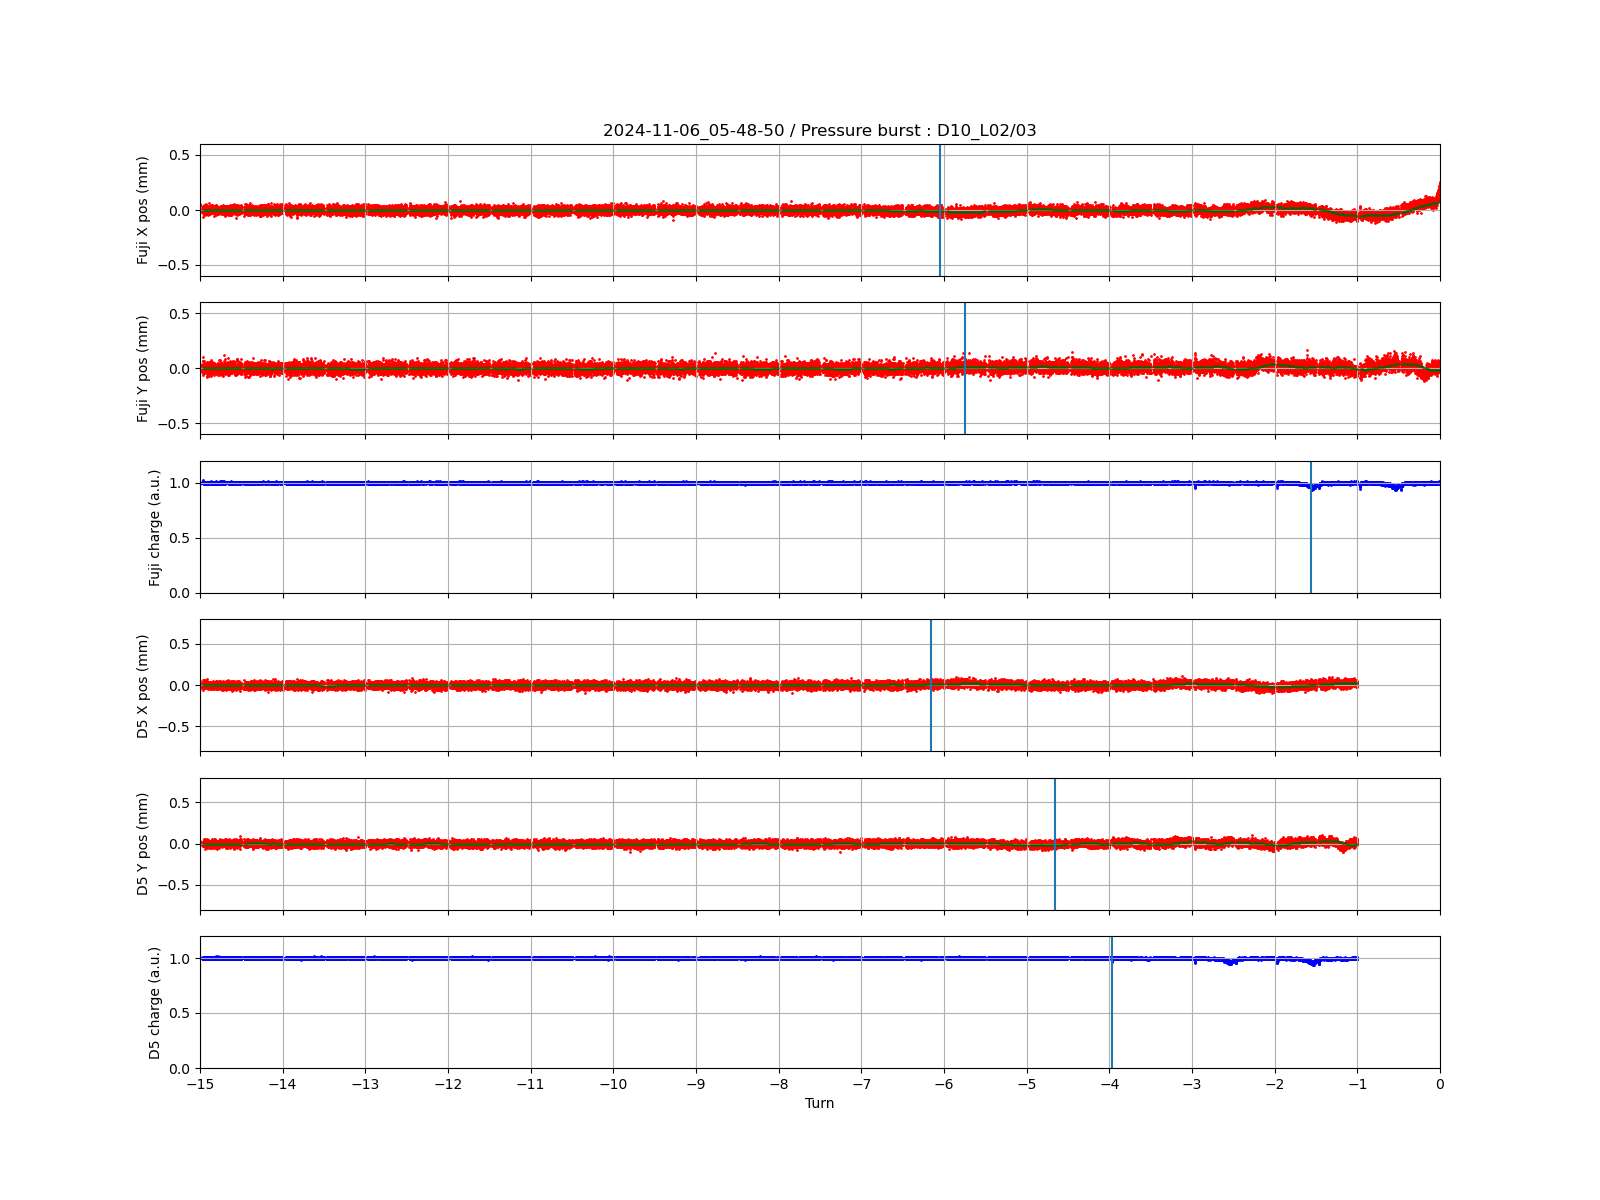 2024-11-06_05-48-50 / Pressure burst : D10_L02/03
Fuji X pos (mm)
0.5
0.0
−0.5
Fuji Y pos (mm)
0.5
0.0
−0.5
Fuji charge (a.u.)
1.0
0.5
0.0
D5 X pos (mm)
0.5
0.0
−0.5
D5 Y pos (mm)
0.5
0.0
−0.5
D5 charge (a.u.)
1.0
0.5
0.0
−15 −14 −13 −12 −11 −10 −9 −8 −7 −6 −5 −4 −3 −2 −1 0
Turn